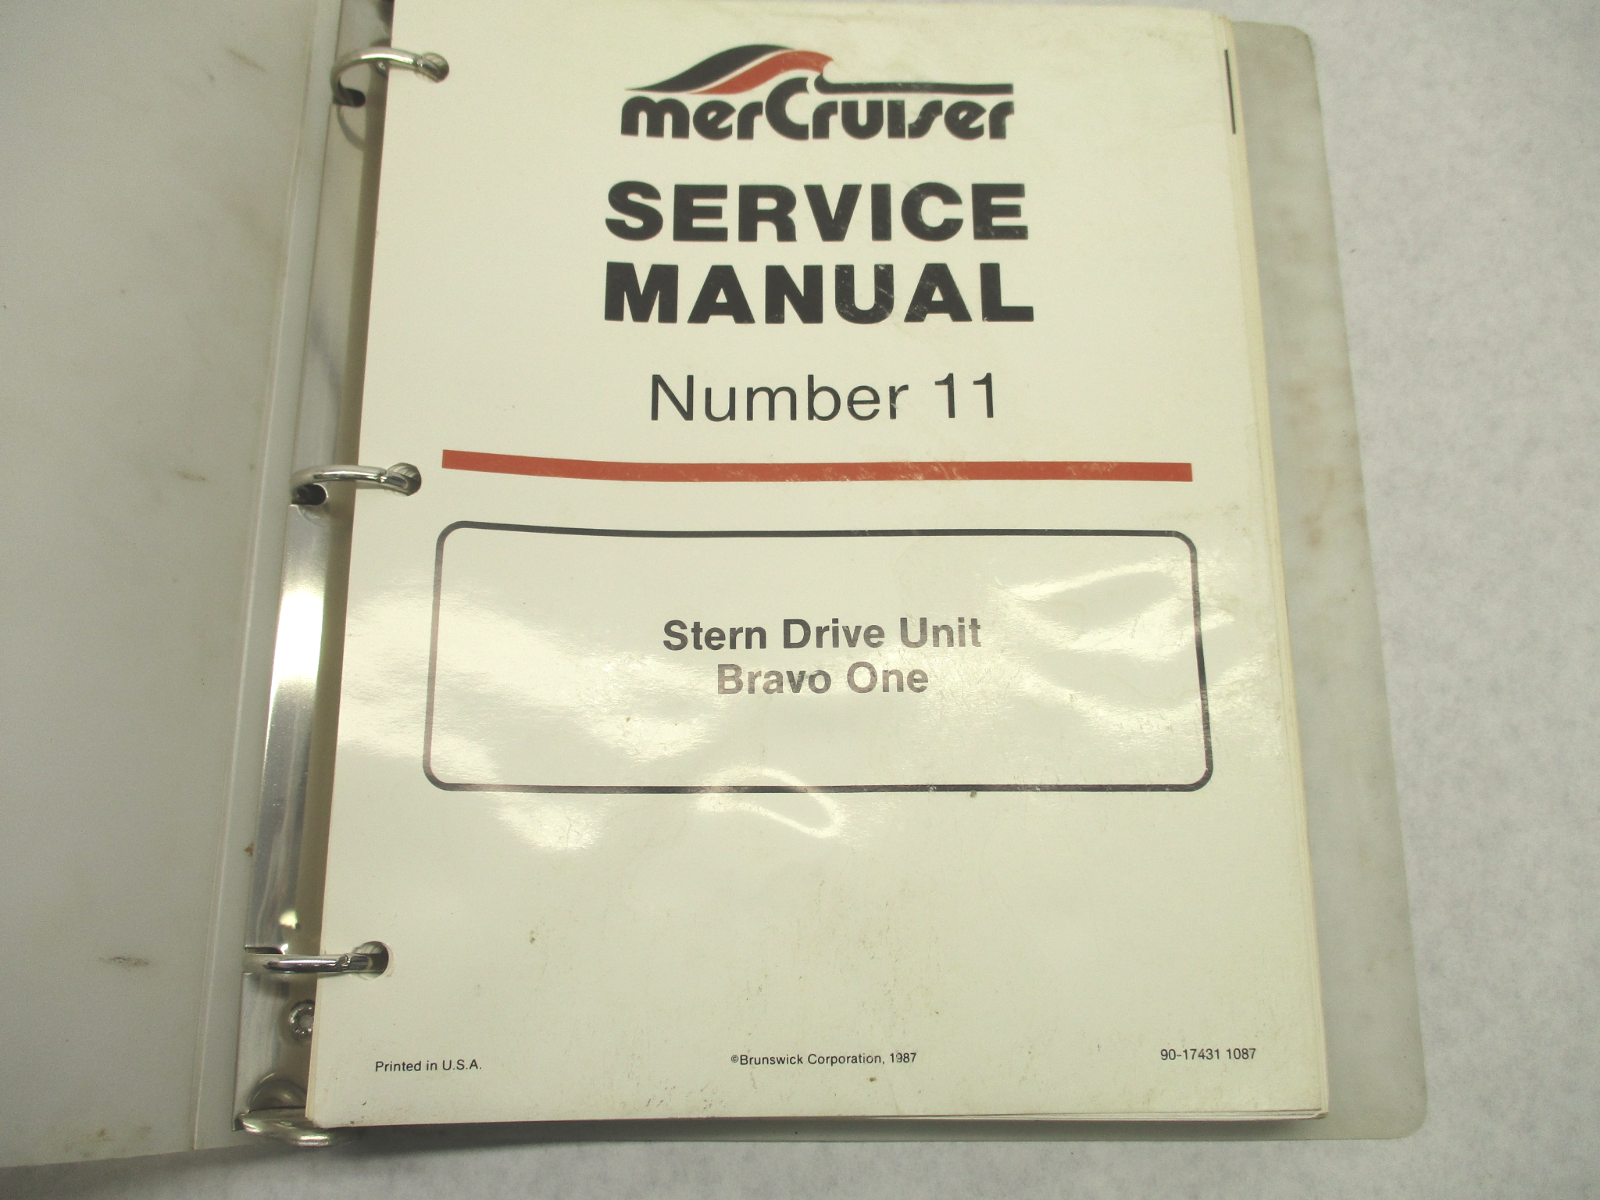 merCruiser
SERVICE
MANUAL
Number 11
Stern Drive Unit
Bravo One
Printed in U.S.A.
©Brunswick Corporation, 1987
90-17431 1087